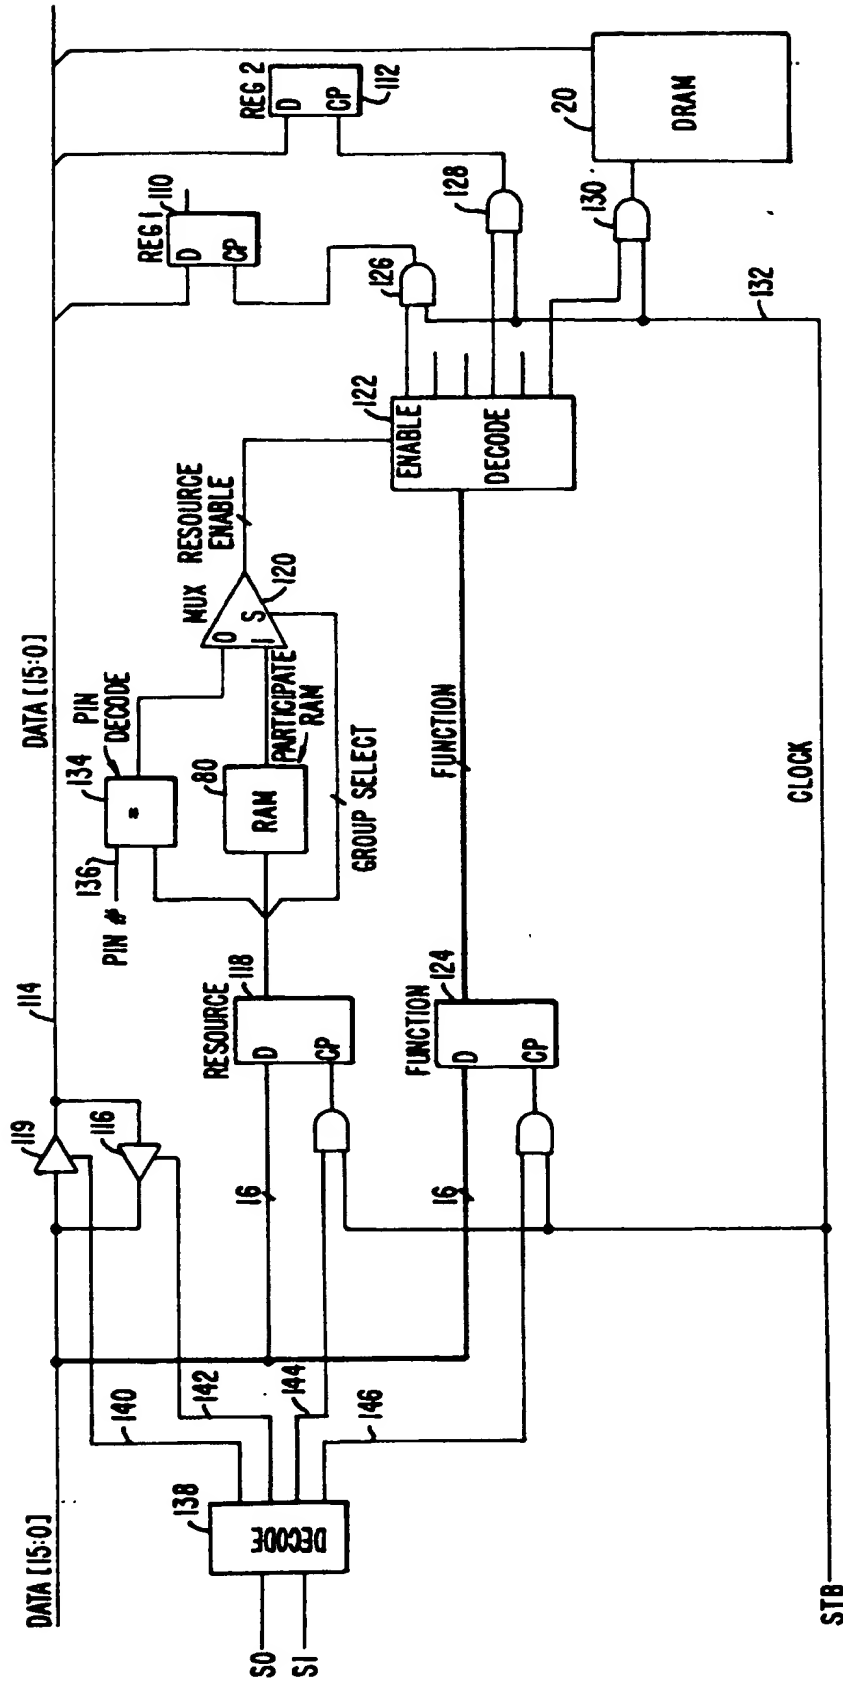 DATA [15:0]
DATA [15:0]
114
119
116
140
142
144
146
138
DECODE
S0
S1
STB
16
16
RESOURCE
118
D
CP
FUNCTION
124
D
CP
PIN #
136
134
PIN
DECODE
=
80
RAM
PARTICIPATE
RAM
GROUP SELECT
MUX
0
1
S
120
RESOURCE
ENABLE
FUNCTION
122
ENABLE
DECODE
REG 1
110
D
CP
REG 2
D
CP
112
126
128
130
20
DRAM
132
CLOCK